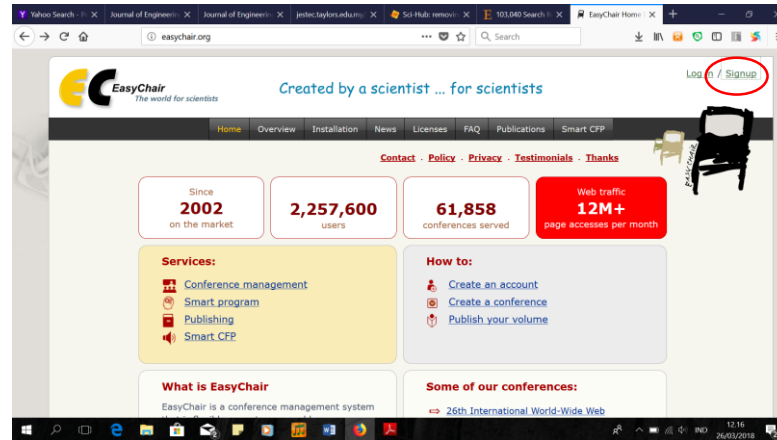 Yahoo Search - X
Journal of Engineerin X
Journal of Engineerin X
jestec.taylors.edu.my X
Sci-Hub: removin X
103,040 Search X
EasyChair Home X +
easychair.org
Search
EC EasyChair
The world for scientists
Created by a scientist ... for scientists
Log in / Signup
Home Overview Installation News Licenses FAQ Publications Smart CFP
Contact . Policy . Privacy . Testimonials . Thanks
EASYCHAIR
Since
2002
on the market
2,257,600
users
61,858
conferences served
Web traffic
12M+
page accesses per month
Services:
Conference management
Smart program
Publishing
Smart CFP
How to:
Create an account
Create a conference
Publish your volume
What is EasyChair
EasyChair is a conference management system
Some of our conferences:
26th International World-Wide Web
IND
12.16
26/03/2018